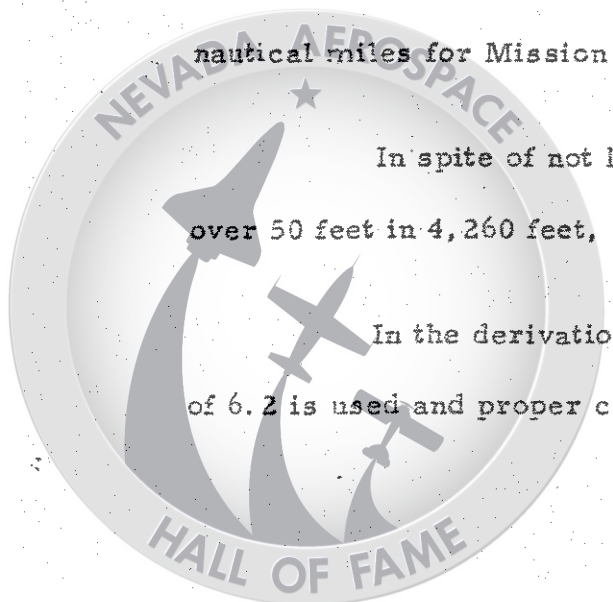 nautical miles for Mission
NEVADA AEROSPACE
In spite of not
over 50 feet in 4,260 feet,
In the
of 6.2 is used and proper
HALL OF FAME